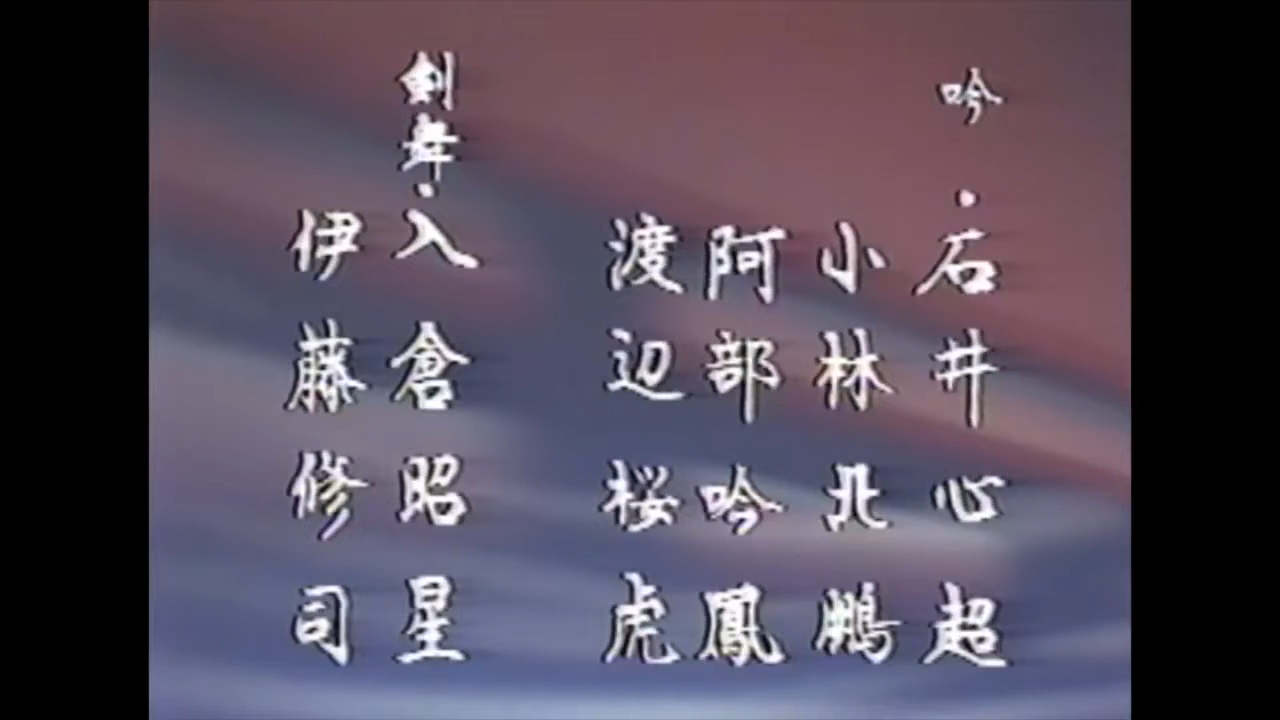 吟・石井心超
小林北鵬
阿部吟鳳
渡辺桜虎
剣舞・入倉昭星
伊藤修司